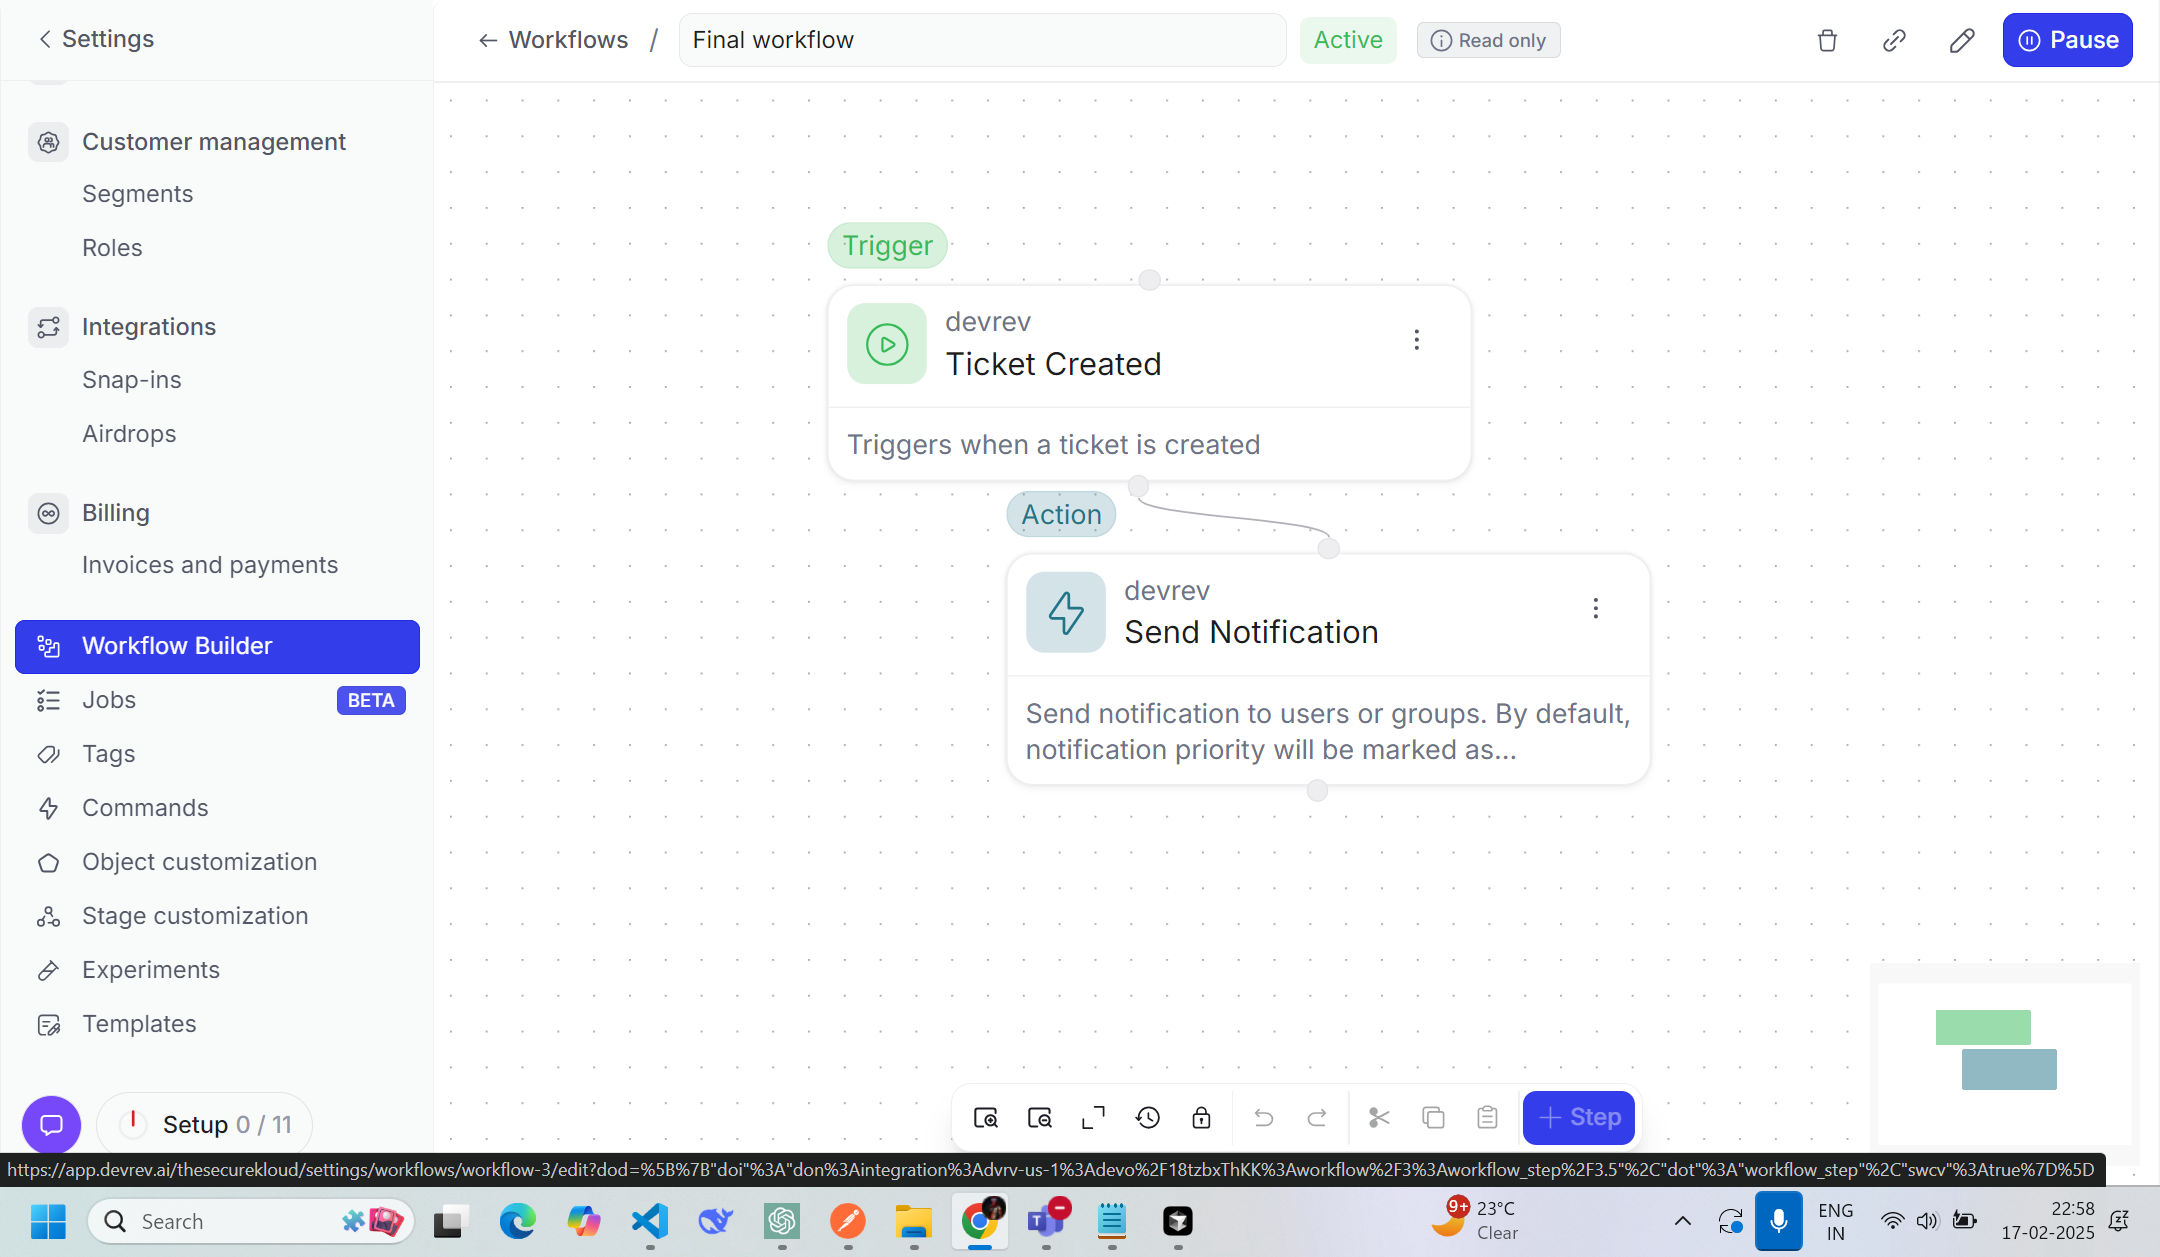 Settings
Workflows / Final workflow
Active
Read only
Pause
Customer management
Segments
Roles
Integrations
Snap-ins
Airdrops
Billing
Invoices and payments
Workflow Builder
Jobs
BETA
Tags
Commands
Object customization
Stage customization
Experiments
Templates
Setup 0 / 11
Trigger
devrev
Ticket Created
Triggers when a ticket is created
Action
devrev
Send Notification
Send notification to users or groups. By default,
notification priority will be marked as...
Step
https://app.devrev.ai/thesecurekloud/settings/workflows/workflow-3/edit?dod=%5B%7B"doi"%3A"don%3Aintegration%3Advrv-us-1%3Adevo%2F18tzbxThKK%3Aworkflow%2F3%3Aworkflow_step%2F3.5"%2C"dot"%3A"workflow_step"%2C"swcv"%3Atrue%7D%5D
Search
9+
23°C
Clear
ENG
IN
22:58
17-02-2025